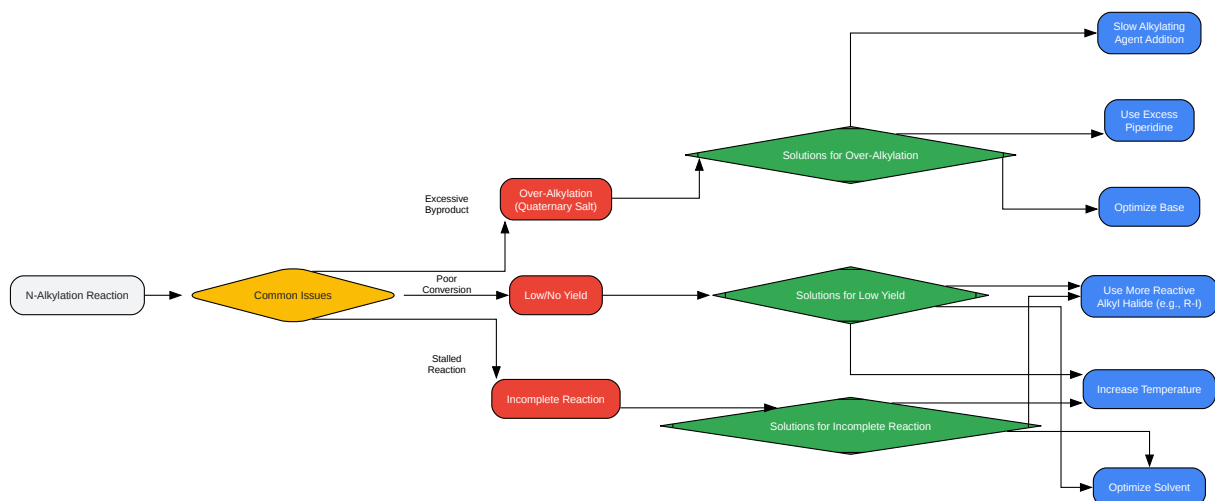 N-Alkylation Reaction
Common Issues
Excessive
Byproduct
Poor
Conversion
Stalled
Reaction
Over-Alkylation
(Quaternary Salt)
Low/No Yield
Incomplete Reaction
Solutions for Over-Alkylation
Solutions for Low Yield
Solutions for Incomplete Reaction
Slow Alkylating
Agent Addition
Use Excess
Piperidine
Optimize Base
Use More Reactive
Alkyl Halide (e.g., R-I)
Increase Temperature
Optimize Solvent